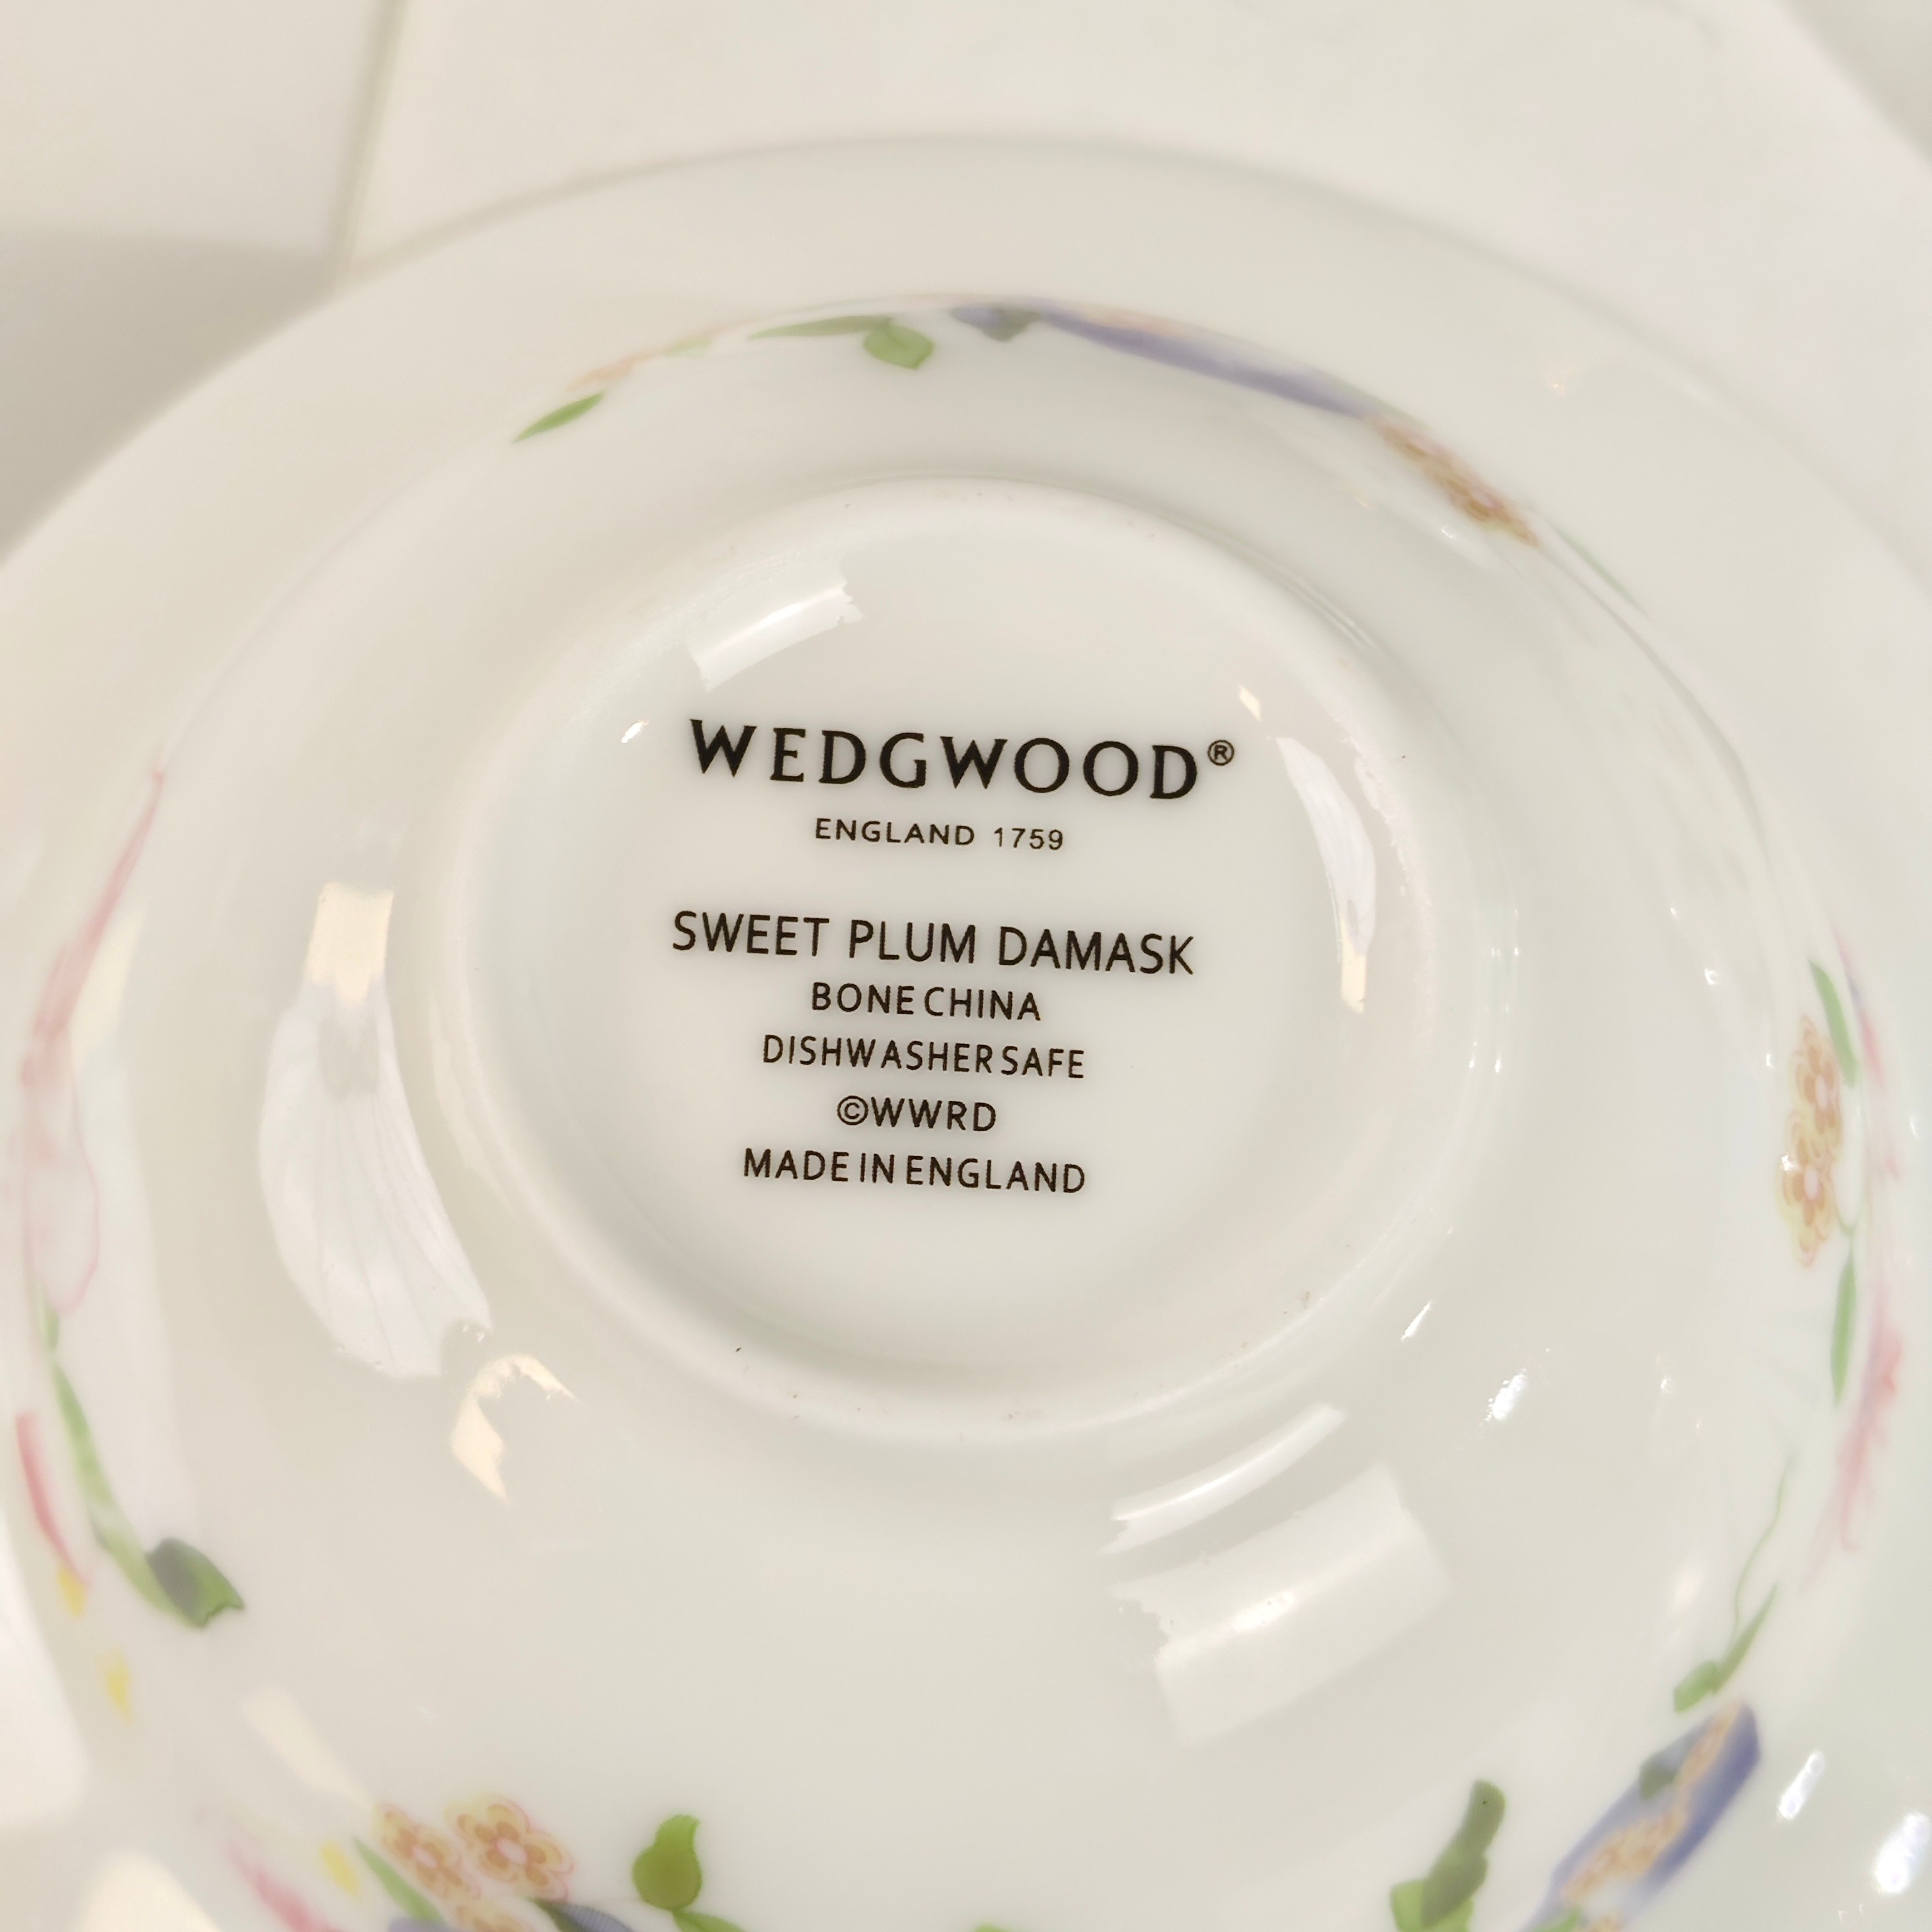 WEDGWOOD®
ENGLAND 1759
SWEET PLUM DAMASK
BONE CHINA
DISHWASHER SAFE
©WWRD
MADE IN ENGLAND